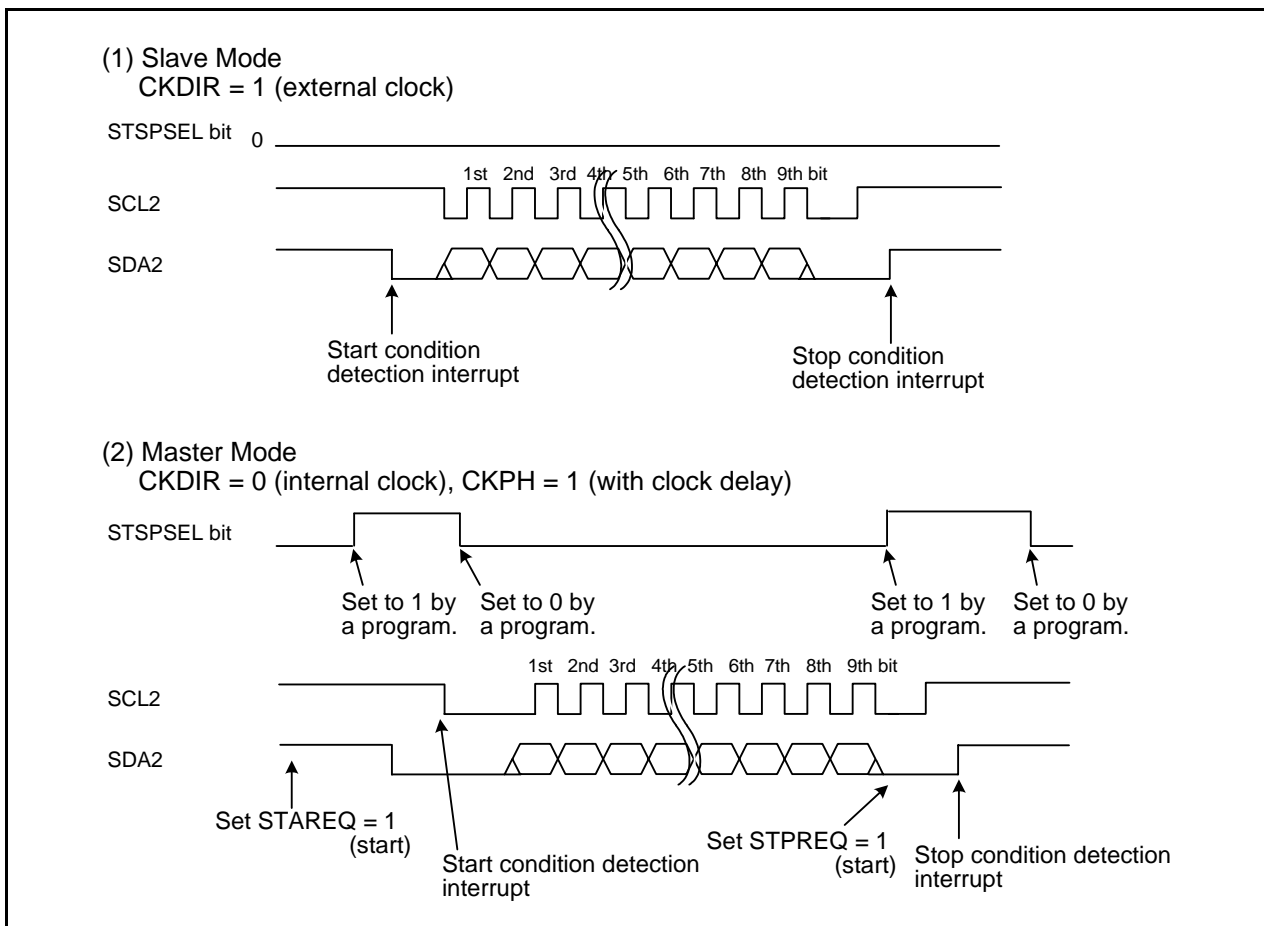 (1) Slave Mode
CKDIR = 1 (external clock)
STSPSEL bit 0
1st 2nd 3rd 4th 5th 6th 7th 8th 9th bit
SCL2
SDA2
Start condition
detection interrupt
Stop condition
detection interrupt
(2) Master Mode
CKDIR = 0 (internal clock), CKPH = 1 (with clock delay)
STSPSEL bit
Set to 1 by
a program.
Set to 0 by
a program.
Set to 1 by
a program.
Set to 0 by
a program.
1st 2nd 3rd 4th 5th 6th 7th 8th 9th bit
SCL2
SDA2
Set STAREQ = 1
(start)
Start condition detection
interrupt
Set STPREQ = 1
(start)
Stop condition detection
interrupt